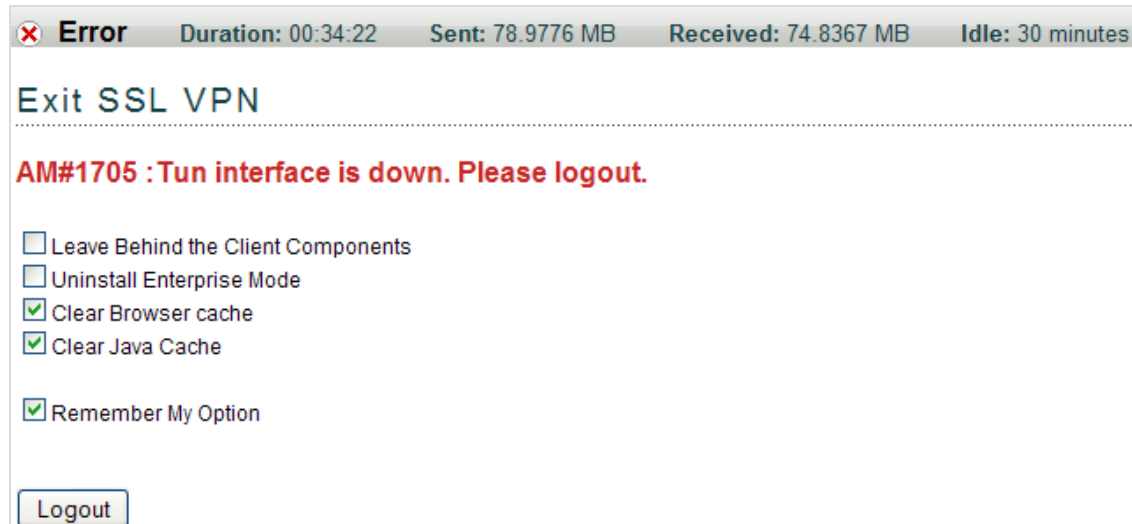 Error Duration: 00:34:22 Sent: 78.9776 MB Received: 74.8367 MB Idle: 30 minutes
Exit SSL VPN
AM#1705 : Tun interface is down. Please logout.
Leave Behind the Client Components
Uninstall Enterprise Mode
Clear Browser cache
Clear Java Cache
Remember My Option
Logout